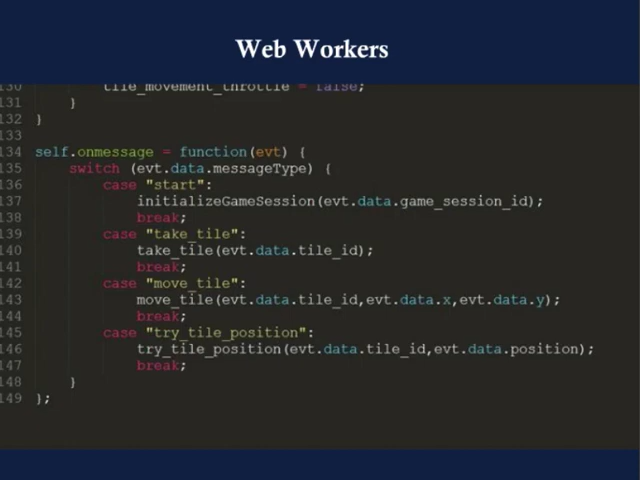 Web Workers
130 tile_movement_throttle = false;
131 }
132 }
133
134 self.onmessage = function(evt) {
135 switch (evt.data.messageType) {
136 case "start":
137 initializeGameSession(evt.data.game_session_id);
138 break;
139 case "take_tile":
140 take_tile(evt.data.tile_id);
141 break;
142 case "move_tile":
143 move_tile(evt.data.tile_id,evt.data.x,evt.data.y);
144 break;
145 case "try_tile_position":
146 try_tile_position(evt.data.tile_id,evt.data.position);
147 break;
148 }
149 };